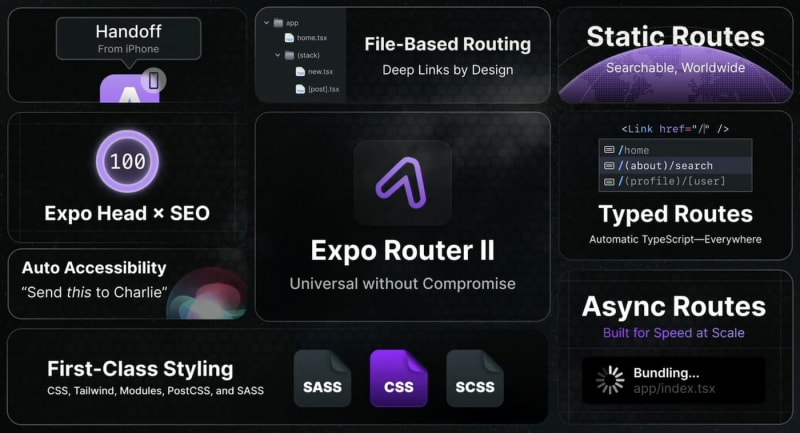 Handoff
From iPhone
app
home.tsx
(stack)
new.tsx
[post].tsx
File-Based Routing
Deep Links by Design
Static Routes
Searchable, Worldwide
100
Expo Head × SEO
Expo Router II
Universal without Compromise
<Link href="/" />
/home
/(about)/search
/(profile)/[user]
Typed Routes
Automatic TypeScript—Everywhere
Auto Accessibility
“Send this to Charlie”
Async Routes
Built for Speed at Scale
Bundling...
app/index.tsx
First-Class Styling
CSS, Tailwind, Modules, PostCSS, and SASS
SASS
CSS
SCSS